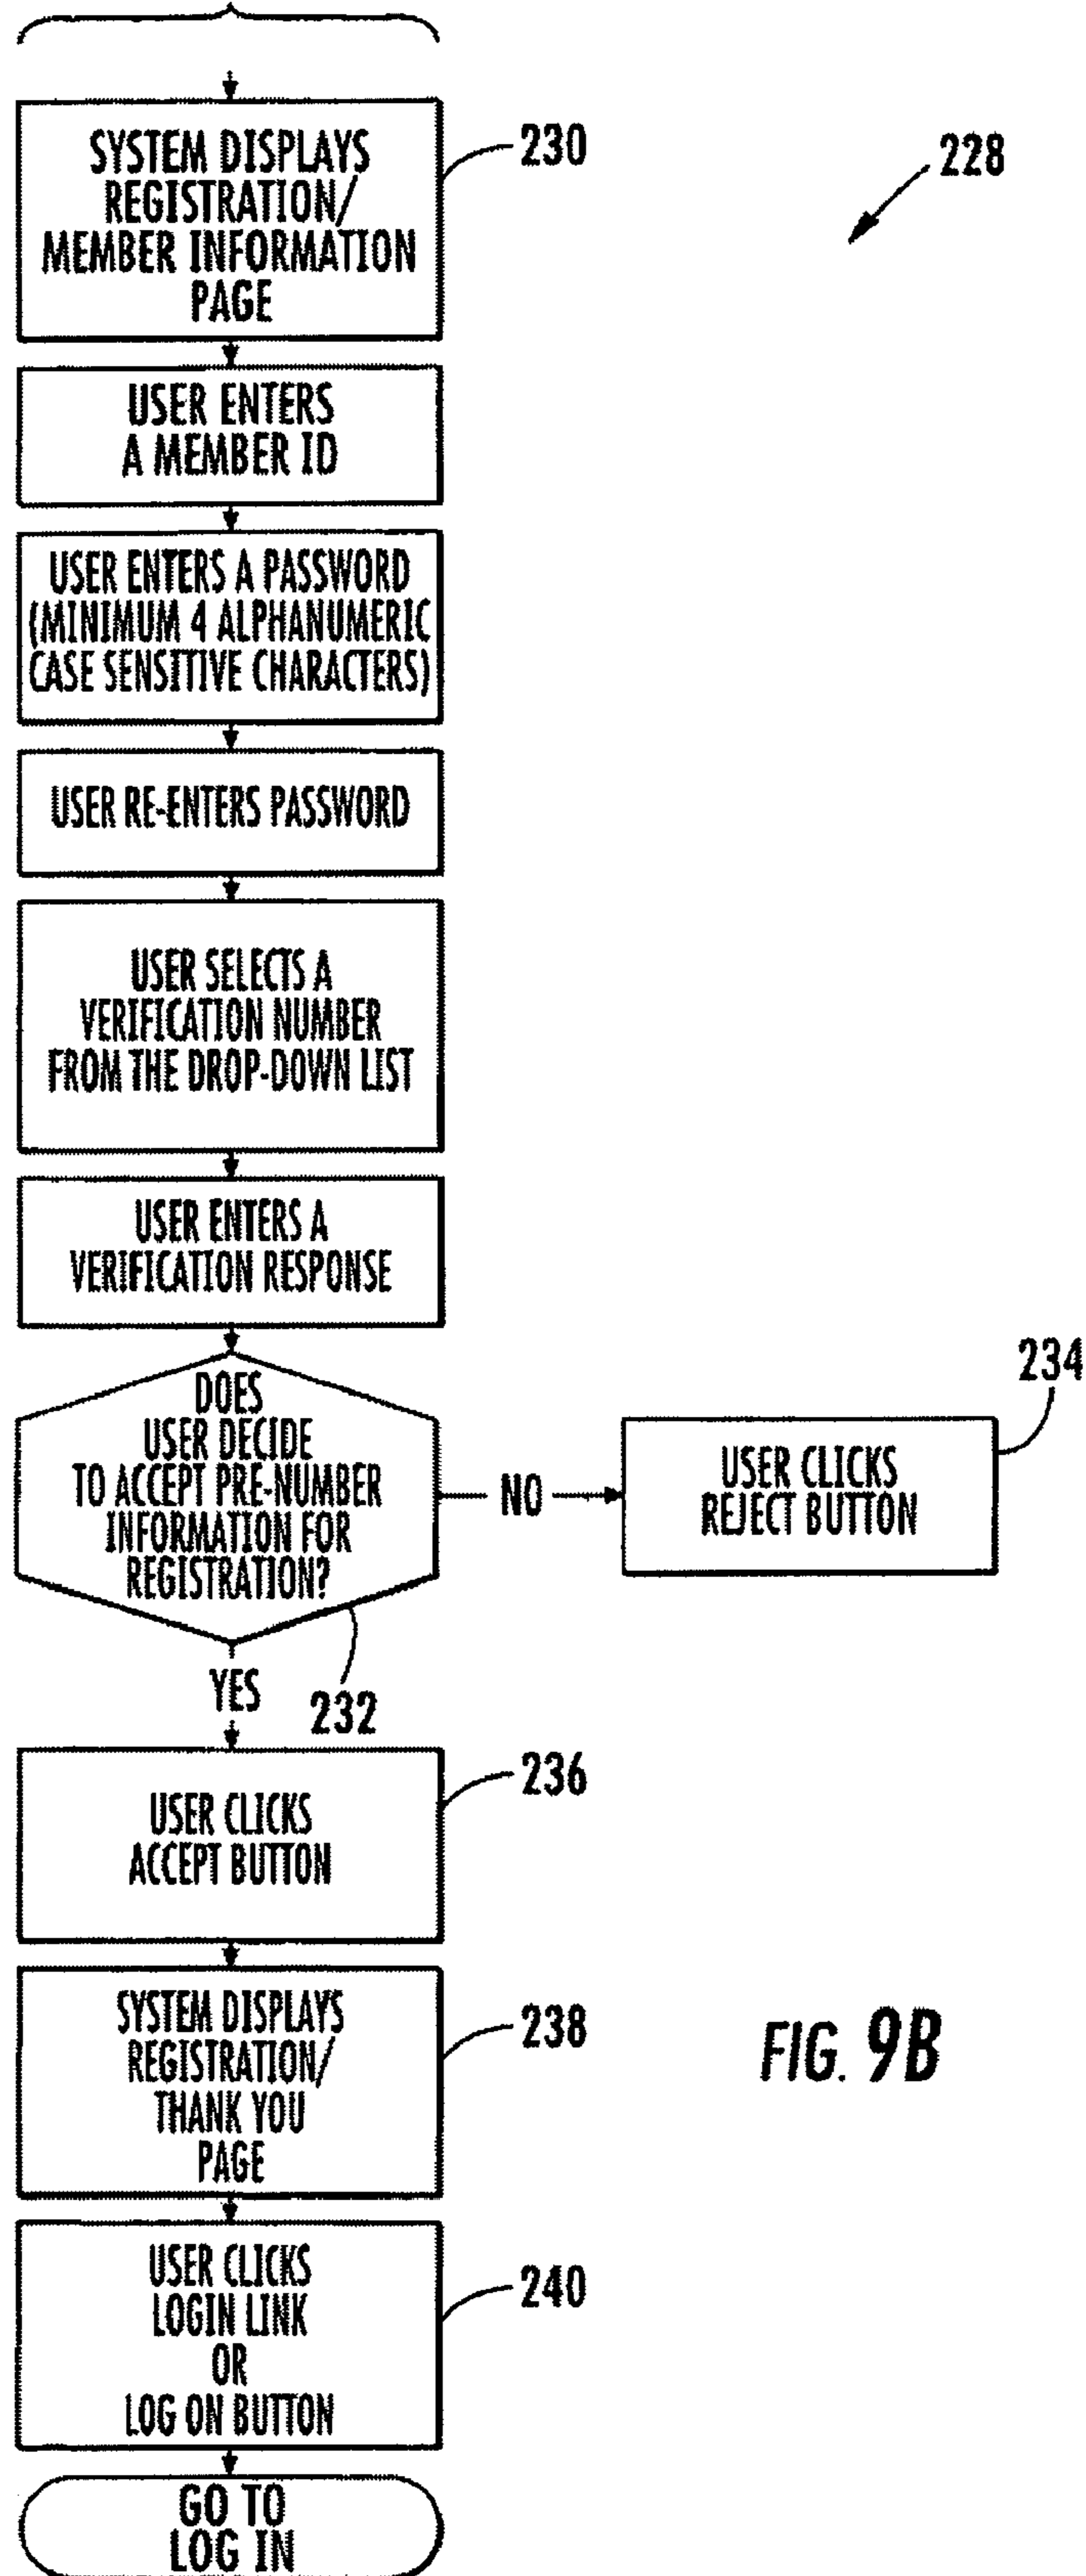 SYSTEM DISPLAYS
REGISTRATION/
MEMBER INFORMATION
PAGE
230
228
USER ENTERS
A MEMBER ID
USER ENTERS A PASSWORD
(MINIMUM 4 ALPHANUMERIC
CASE SENSITIVE CHARACTERS)
USER RE-ENTERS PASSWORD
USER SELECTS A
VERIFICATION NUMBER
FROM THE DROP-DOWN LIST
USER ENTERS A
VERIFICATION RESPONSE
DOES
USER DECIDE
TO ACCEPT PRE-NUMBER
INFORMATION FOR
REGISTRATION?
NO
USER CLICKS
REJECT BUTTON
234
YES
232
USER CLICKS
ACCEPT BUTTON
236
SYSTEM DISPLAYS
REGISTRATION/
THANK YOU
PAGE
238
FIG. 9B
USER CLICKS
LOGIN LINK
OR
LOG ON BUTTON
240
GO TO
LOG IN